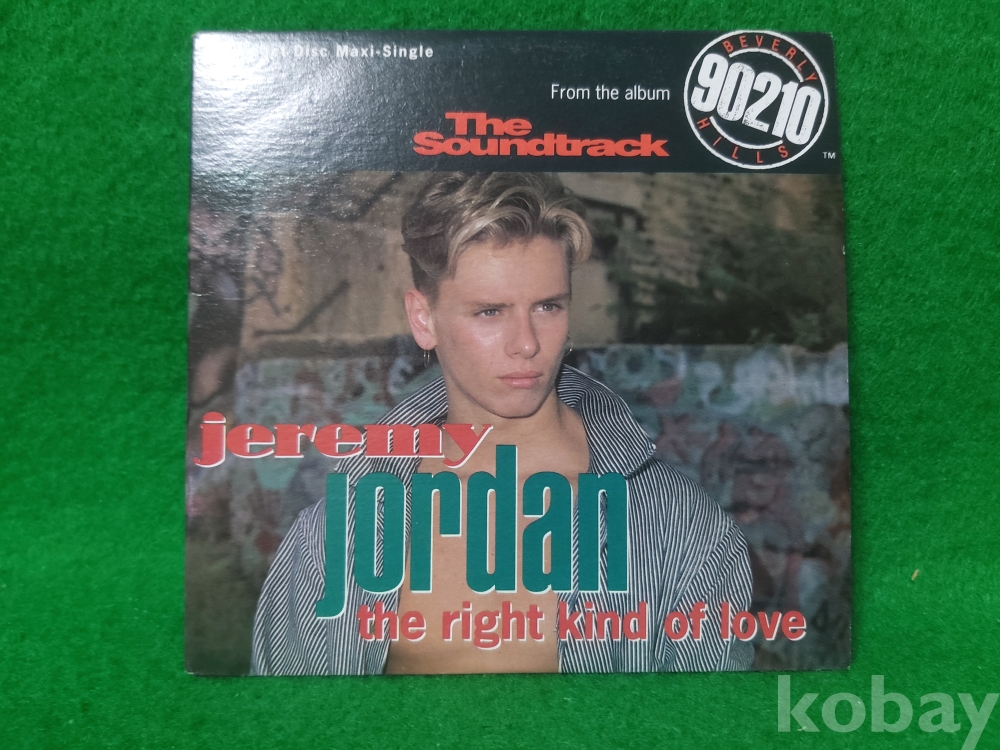 Disc Maxi-Single
From the album
The
Soundtrack
BEVERLY
90210
HILLS
TM
jeremy
jordan
the right kind of love
kobay